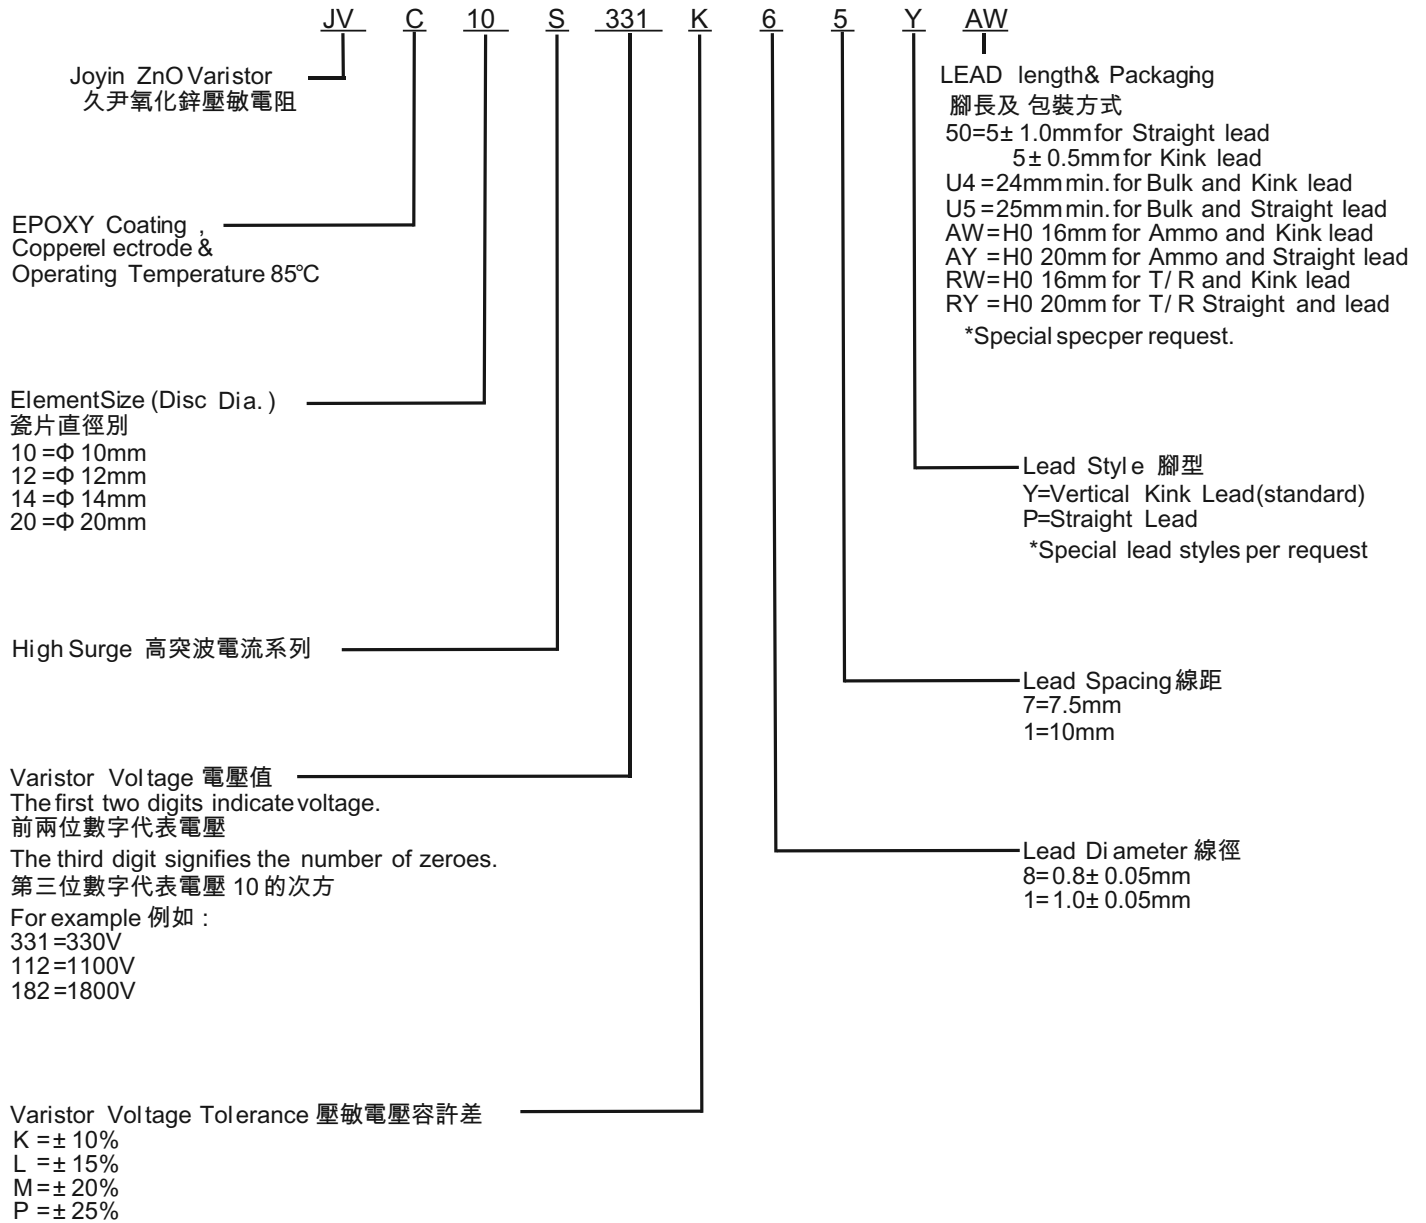 JV C 10 S 331 K 6 5 Y AW
Joyin ZnO Varistor
久尹氧化鋅壓敏電阻
EPOXY Coating ,
Copperel ectrode &
Operating Temperature 85℃
ElementSize (Disc Dia. )
瓷片直徑別
10 =Φ 10mm
12 =Φ 12mm
14 =Φ 14mm
20 =Φ 20mm
High Surge 高突波電流系列
Varistor Voltage 電壓值
The first two digits indicate voltage.
前兩位數字代表電壓
The third digit signifies the number of zeroes.
第三位數字代表電壓 10 的次方
For example 例如 :
331 =330V
112 =1100V
182 =1800V
Varistor Voltage Tolerance 壓敏電壓容許差
K =± 10%
L =± 15%
M =± 20%
P =± 25%
LEAD length& Packaging
腳長及 包裝方式
50=5± 1.0mm for Straight lead
5± 0.5mm for Kink lead
U4 =24mm min. for Bulk and Kink lead
U5 =25mm min. for Bulk and Straight lead
AW=H0 16mm for Ammo and Kink lead
AY =H0 20mm for Ammo and Straight lead
RW=H0 16mm for T/ R and Kink lead
RY =H0 20mm for T/ R Straight and lead
*Special specper request.
Lead Style 腳型
Y=Vertical Kink Lead(standard)
P=Straight Lead
*Special lead styles per request
Lead Spacing 線距
7=7.5mm
1=10mm
Lead Diameter 線徑
8=0.8± 0.05mm
1=1.0± 0.05mm